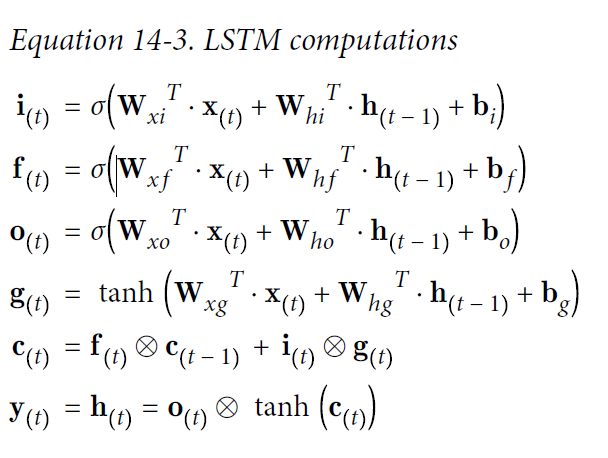 Equation 14-3. LSTM computations
i(t) = σ(Wxi^T · x(t) + Whi^T · h(t − 1) + bi)
f(t) = σ(Wxf^T · x(t) + Whf^T · h(t − 1) + bf)
o(t) = σ(Wxo^T · x(t) + Who^T · h(t − 1) + bo)
g(t) = tanh (Wxg^T · x(t) + Whg^T · h(t − 1) + bg)
c(t) = f(t) ⊗ c(t − 1) + i(t) ⊗ g(t)
y(t) = h(t) = o(t) ⊗ tanh (c(t))